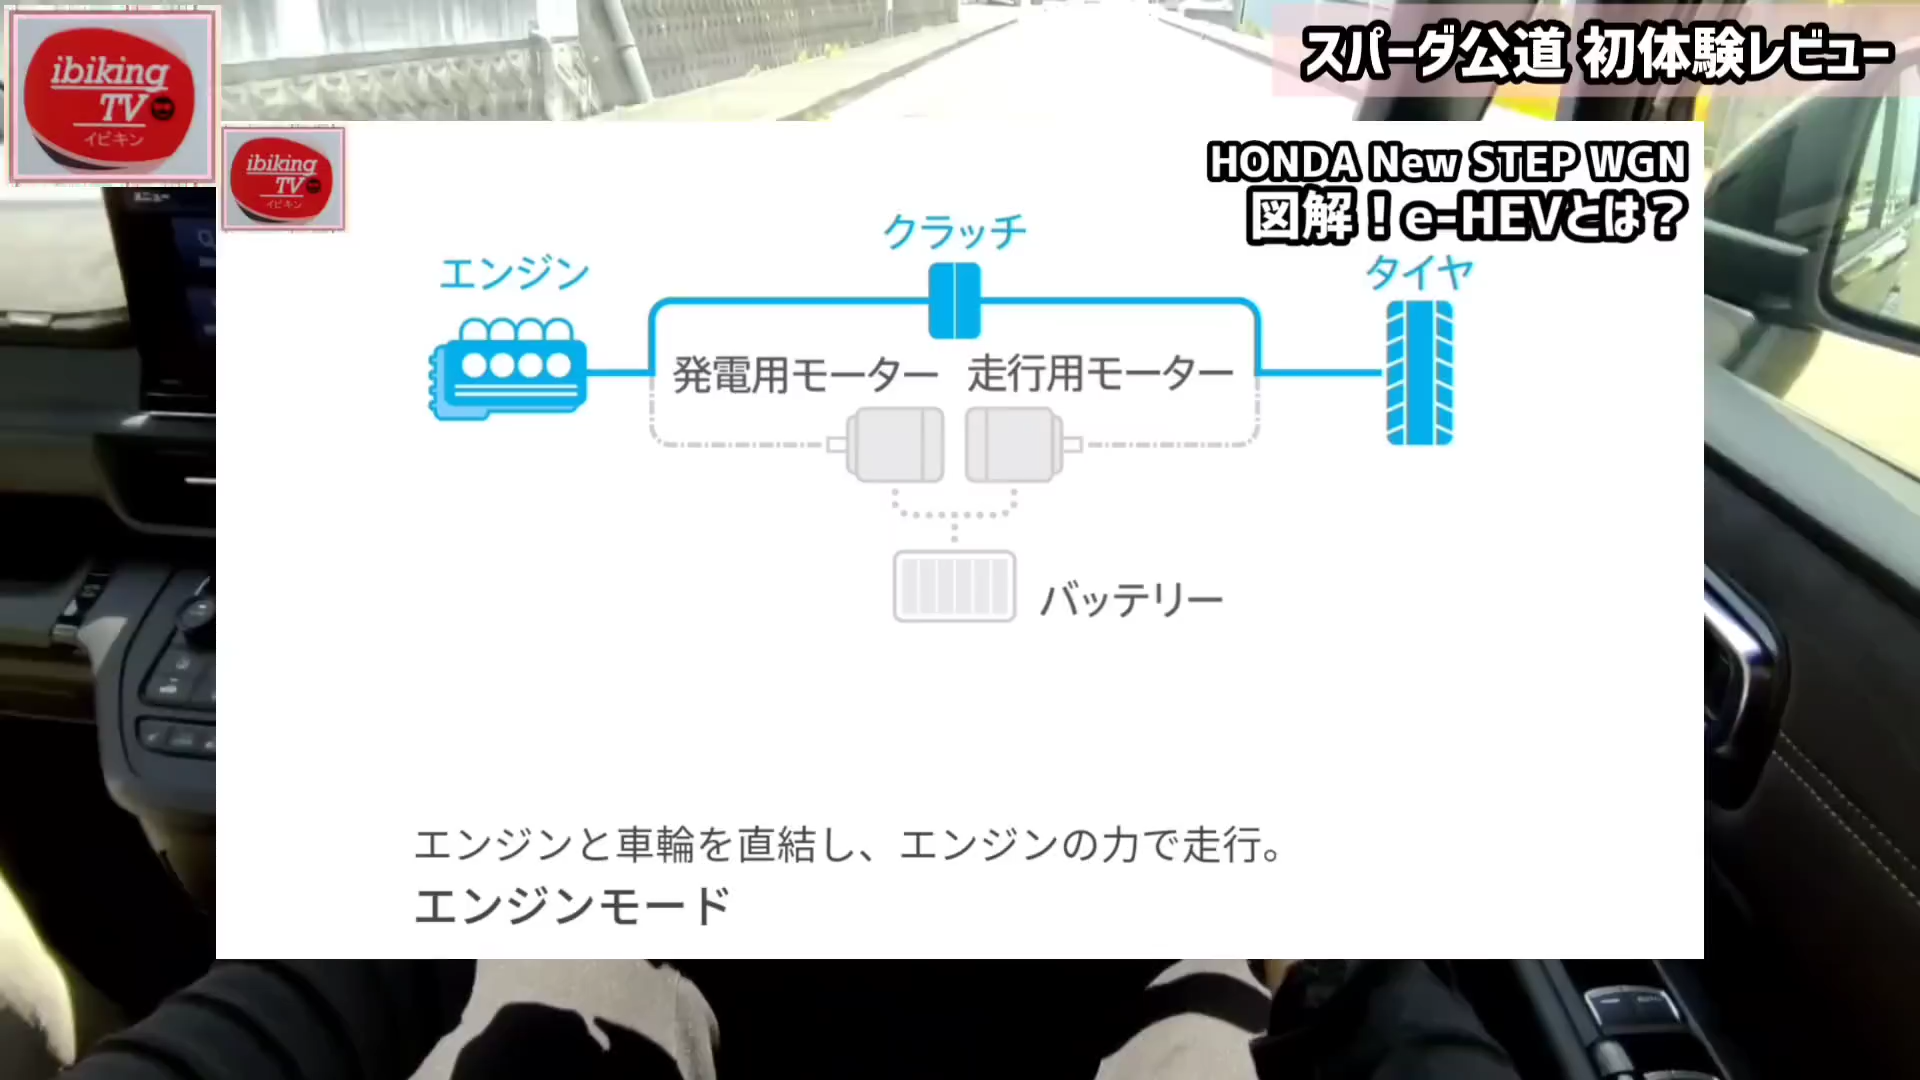 ibiking
TV
イビキン
スパーダ公道 初体験レビュー
ibiking
TV
イビキン
HONDA New STEP WGN
図解！e-HEVとは？
エンジン
クラッチ
タイヤ
発電用モーター
走行用モーター
バッテリー
エンジンと車輪を直結し、エンジンの力で走行。
エンジンモード